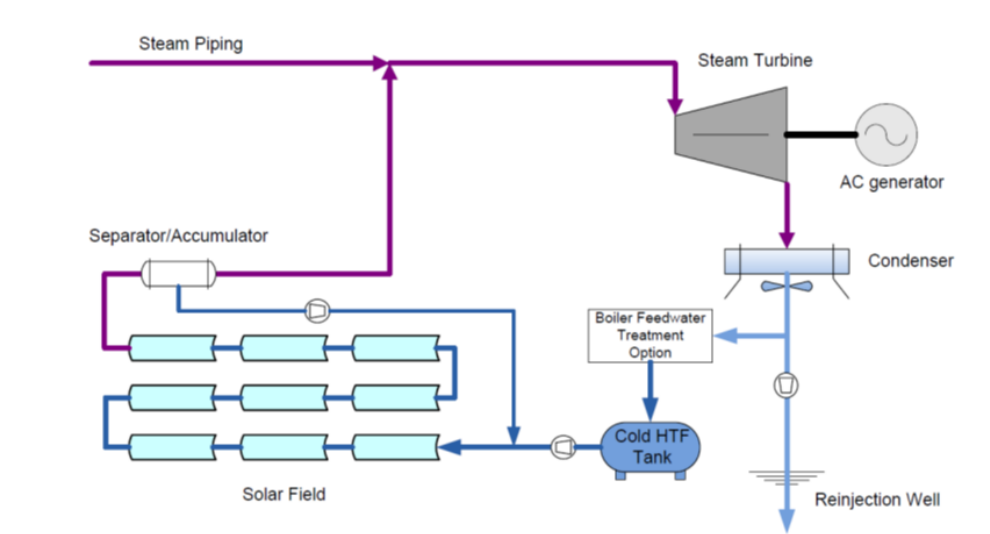 Steam Piping
Steam Turbine
AC generator
Separator/Accumulator
Condenser
Boiler Feedwater
Treatment
Option
Cold HTF
Tank
Solar Field
Reinjection Well